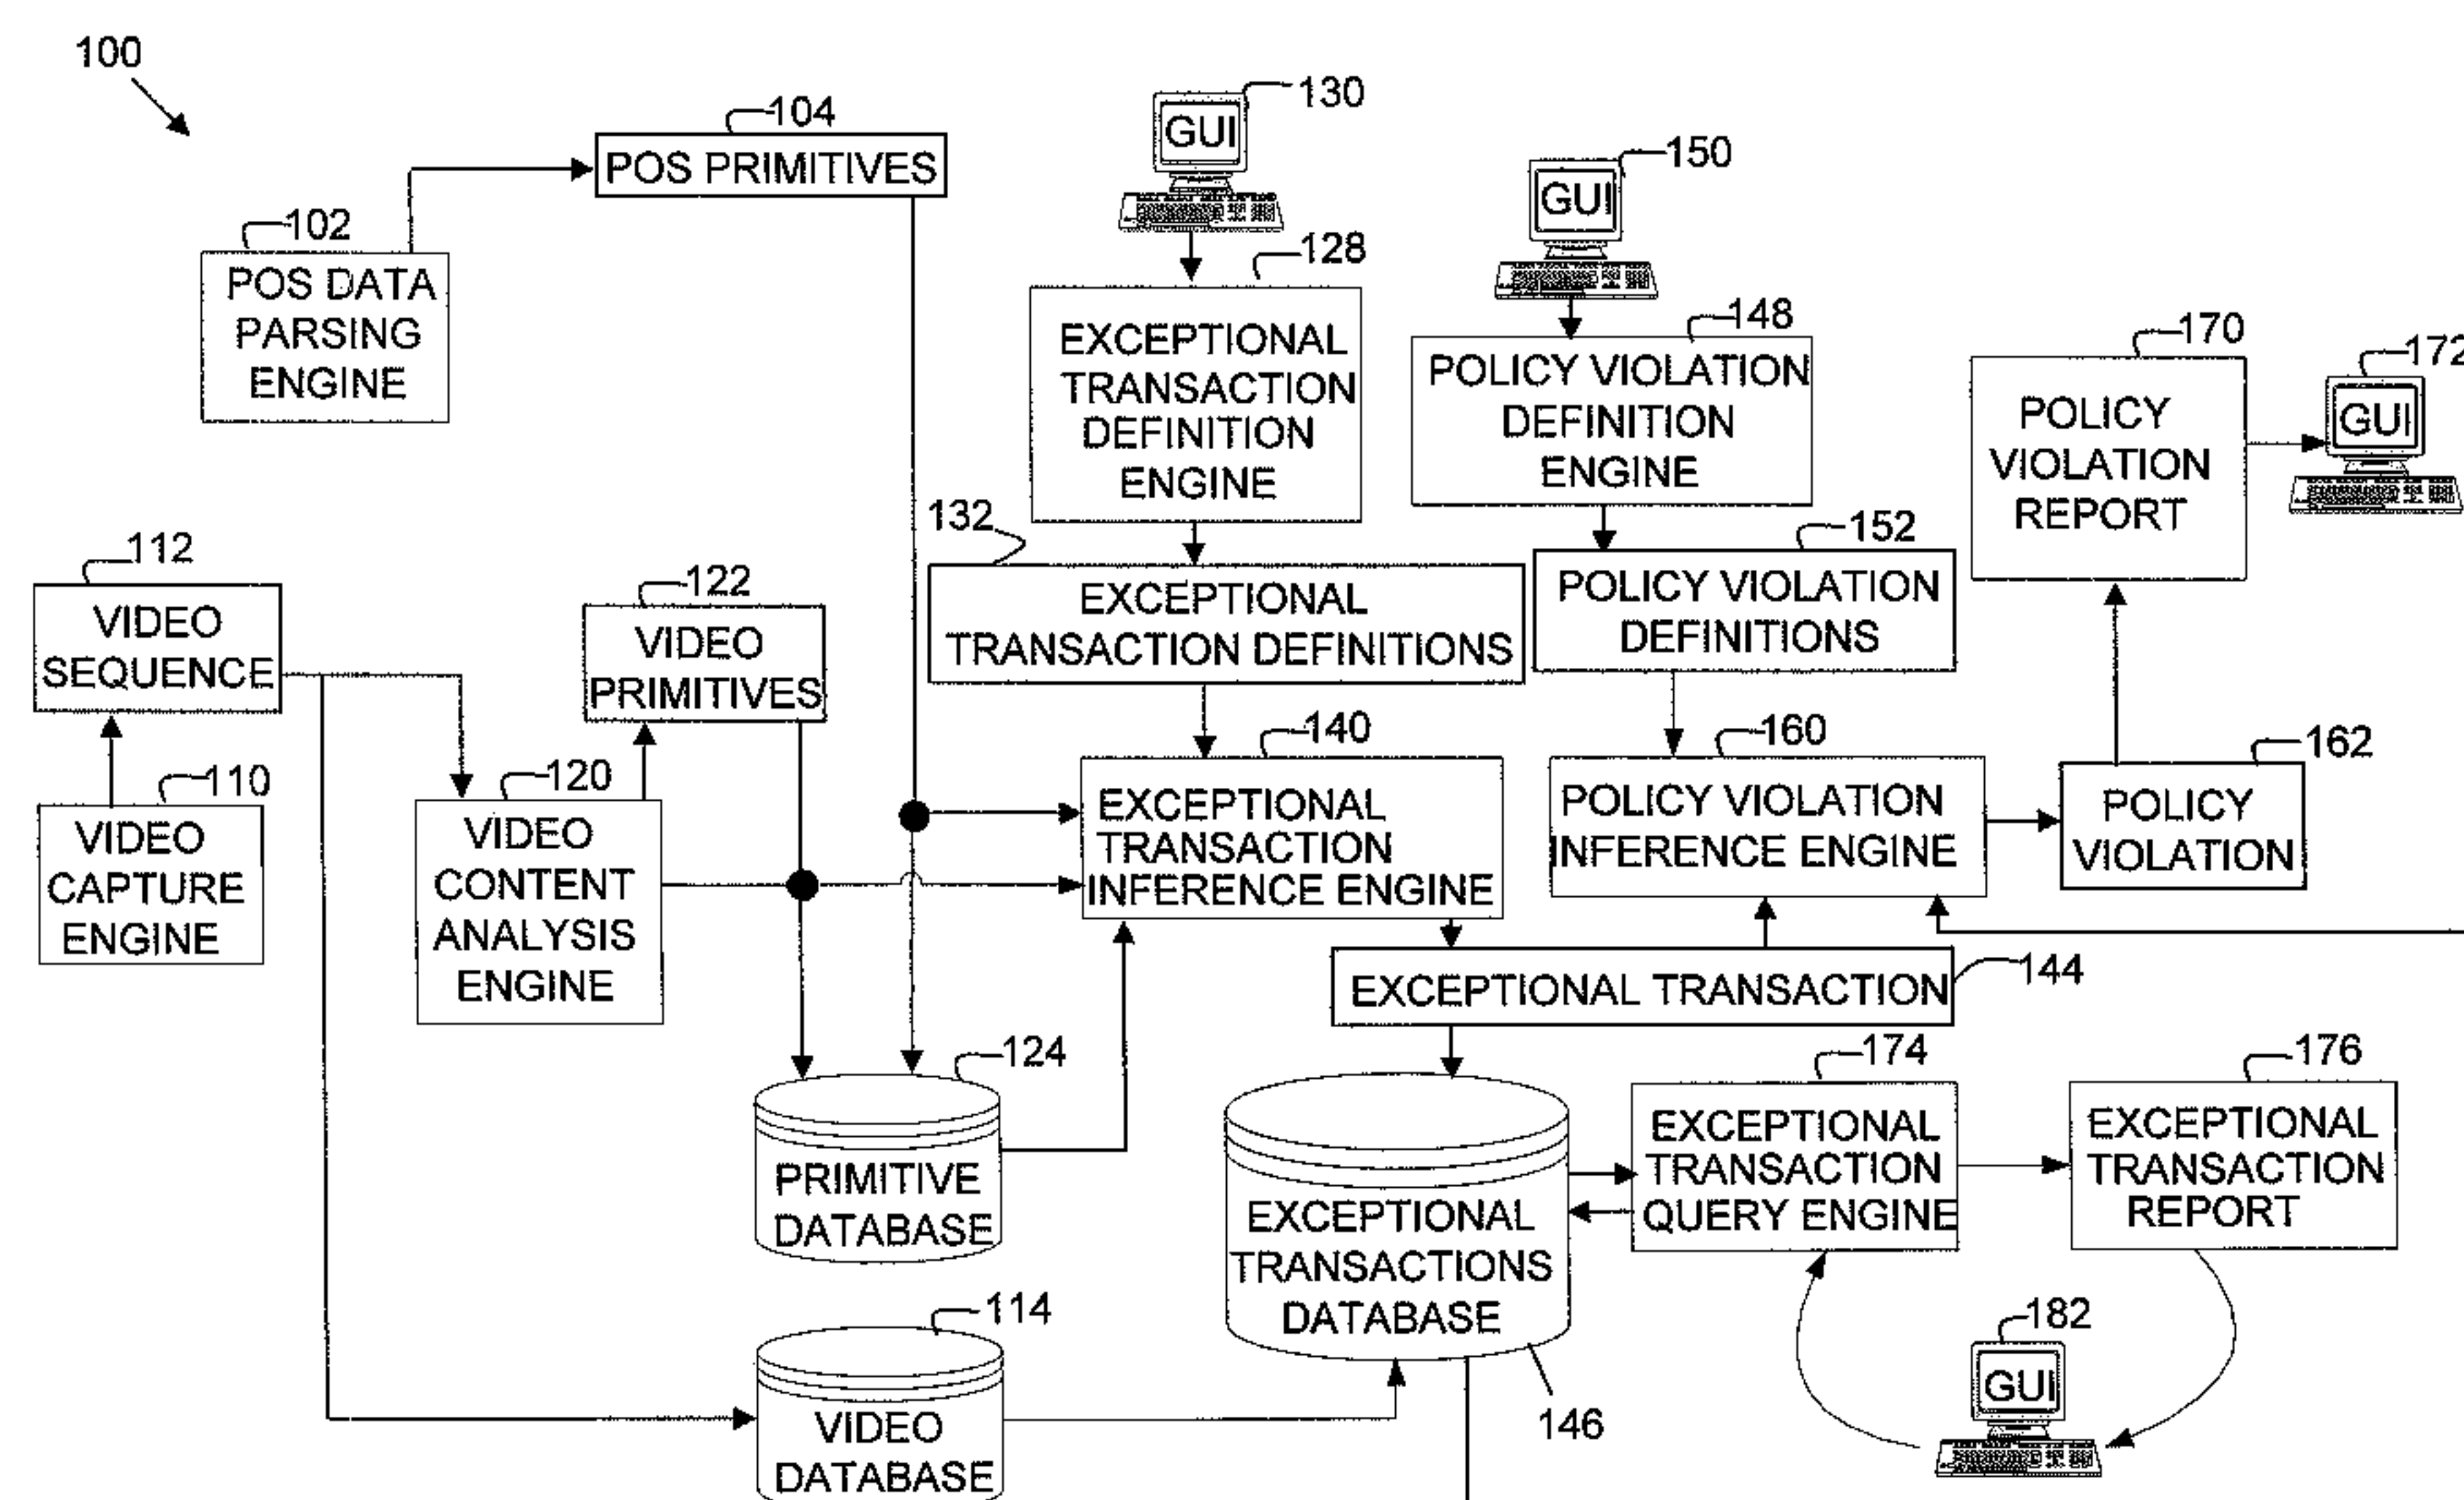 100
104
POS PRIMITIVES
130
GUI
150
GUI
102
POS DATA
PARSING
ENGINE
128
EXCEPTIONAL
TRANSACTION
DEFINITION
ENGINE
148
POLICY VIOLATION
DEFINITION
ENGINE
170
POLICY
VIOLATION
REPORT
172
GUI
132
EXCEPTIONAL
TRANSACTION DEFINITIONS
152
POLICY VIOLATION
DEFINITIONS
112
VIDEO
SEQUENCE
122
VIDEO
PRIMITIVES
110
VIDEO
CAPTURE
ENGINE
120
VIDEO
CONTENT
ANALYSIS
ENGINE
140
EXCEPTIONAL
TRANSACTION
INFERENCE ENGINE
160
POLICY VIOLATION
INFERENCE ENGINE
162
POLICY
VIOLATION
EXCEPTIONAL TRANSACTION
144
124
PRIMITIVE
DATABASE
EXCEPTIONAL
TRANSACTIONS
DATABASE
146
174
EXCEPTIONAL
TRANSACTION
QUERY ENGINE
176
EXCEPTIONAL
TRANSACTION
REPORT
114
VIDEO
DATABASE
182
GUI